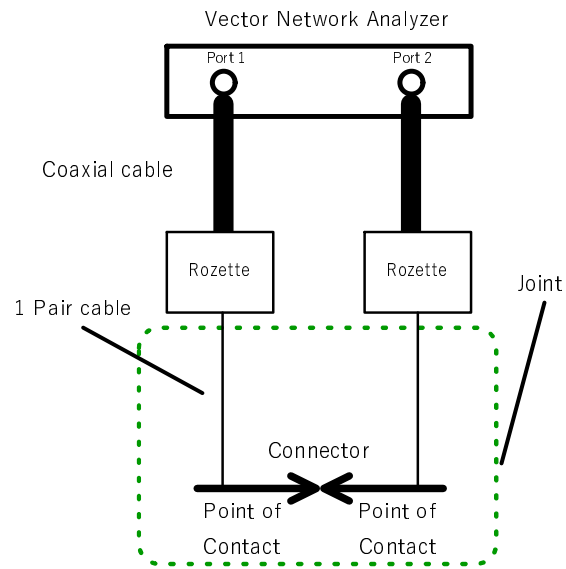 Vector Network Analyzer
Port 1
Port 2
Coaxial cable
Rozette
Rozette
Joint
1 Pair cable
Connector
Point of
Contact
Point of
Contact